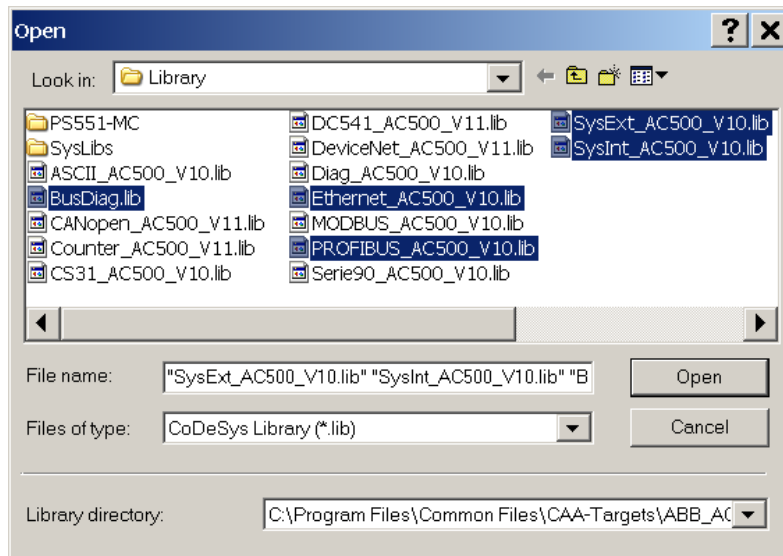 Open
Look in: Library
PS551-MC
SysLibs
ASCII_AC500_V10.lib
BusDiag.lib
CANopen_AC500_V11.lib
Counter_AC500_V11.lib
CS31_AC500_V10.lib
DC541_AC500_V11.lib
DeviceNet_AC500_V11.lib
Diag_AC500_V10.lib
Ethernet_AC500_V10.lib
MODBUS_AC500_V10.lib
PROFIBUS_AC500_V10.lib
Serie90_AC500_V10.lib
SysExt_AC500_V10.lib
SysInt_AC500_V10.lib
File name: "SysExt_AC500_V10.lib" "SysInt_AC500_V10.lib" "B
Open
Files of type: CoDeSys Library (*.lib)
Cancel
Library directory: C:\Program Files\Common Files\CAA-Targets\ABB_AC